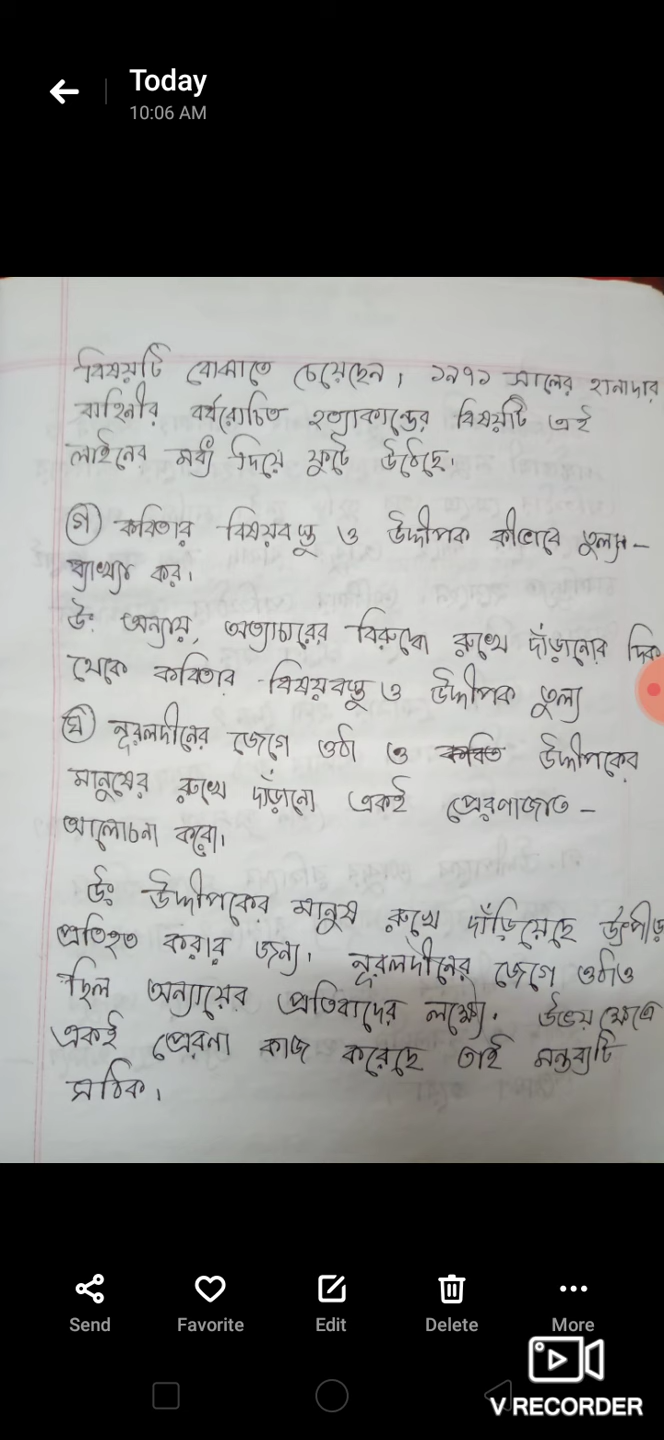 Today
10:06 AM
বিষয়টি বোঝাতে চেয়েছেন। ১৯৭১ সালের হানাদার
বাহিনীর বর্বরোচিত হত্যাকান্ডের বিষয়টি এই
লাইনের মধ্য দিয়ে ফুটে উঠেছে।
গ) কবিতার বিষয়বস্তু ও উদ্দীপক কীভাবে তুল্য -
ব্যাখ্যা কর।
উ: অন্যায়, অত্যাচারের বিরুদ্ধে রুখে দাঁড়ানোর দিক
থেকে কবিতার বিষয়বস্তু ও উদ্দীপক তুল্য
ঘ) নূরলদীনের জেগে ওঠা ও উদ্দীপকের
মানুষের রুখে দাঁড়ানো একই প্রেরণাজাত -
আলোচনা করো।
উঃ উদ্দীপকের মানুষ রুখে দাঁড়িয়েছে
প্রতিহত করার জন্য। নূরলদীনের জেগে ওঠাও
ছিল অন্যায়ের প্রতিবাদের লক্ষ্যে। উভয় ক্ষেত্রে
একই প্রেরণা কাজ করেছে তাই মন্তব্যটি
সঠিক।
Send Favorite Edit Delete More
V RECORDER